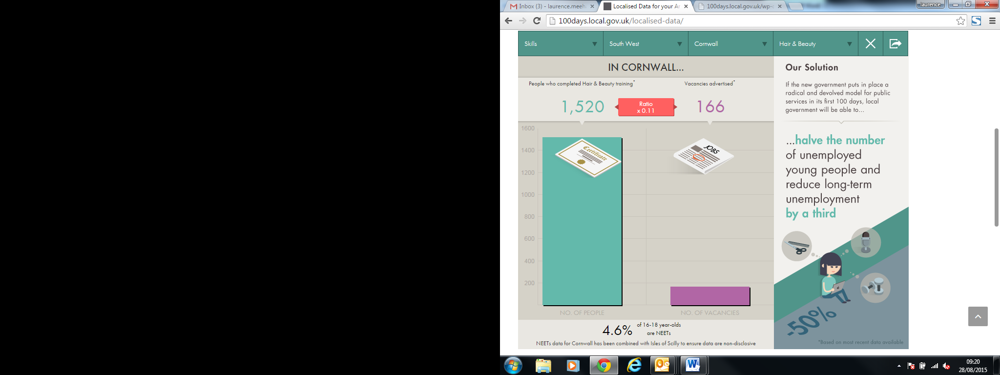 Inbox (3) - laurence.meeh
Localised Data for your Ar
100days.local.gov.uk/wp-c
laurence
100days.local.gov.uk/localised-data/
Skills
South West
Cornwall
Hair & Beauty
IN CORNWALL...
People who completed Hair & Beauty training*
Vacancies advertised*
1,520
Ratio
x 0.11
166
1600
1400
1200
1000
800
600
400
200
Certificate
JOBS
NO. OF PEOPLE
NO. OF VACANCIES
4.6%
of 16-18 year-olds
are NEETs
NEETs data for Cornwall has been combined with Isles of Scilly to ensure data are non-disclosive
Our Solution
If the new government puts in place a
radical and devolved model for public
services in its first 100 days, local
government will be able to...
...halve the number
of unemployed
young people and
reduce long-term
unemployment
by a third
-50%
*Based on most recent data available
09:20
28/08/2015